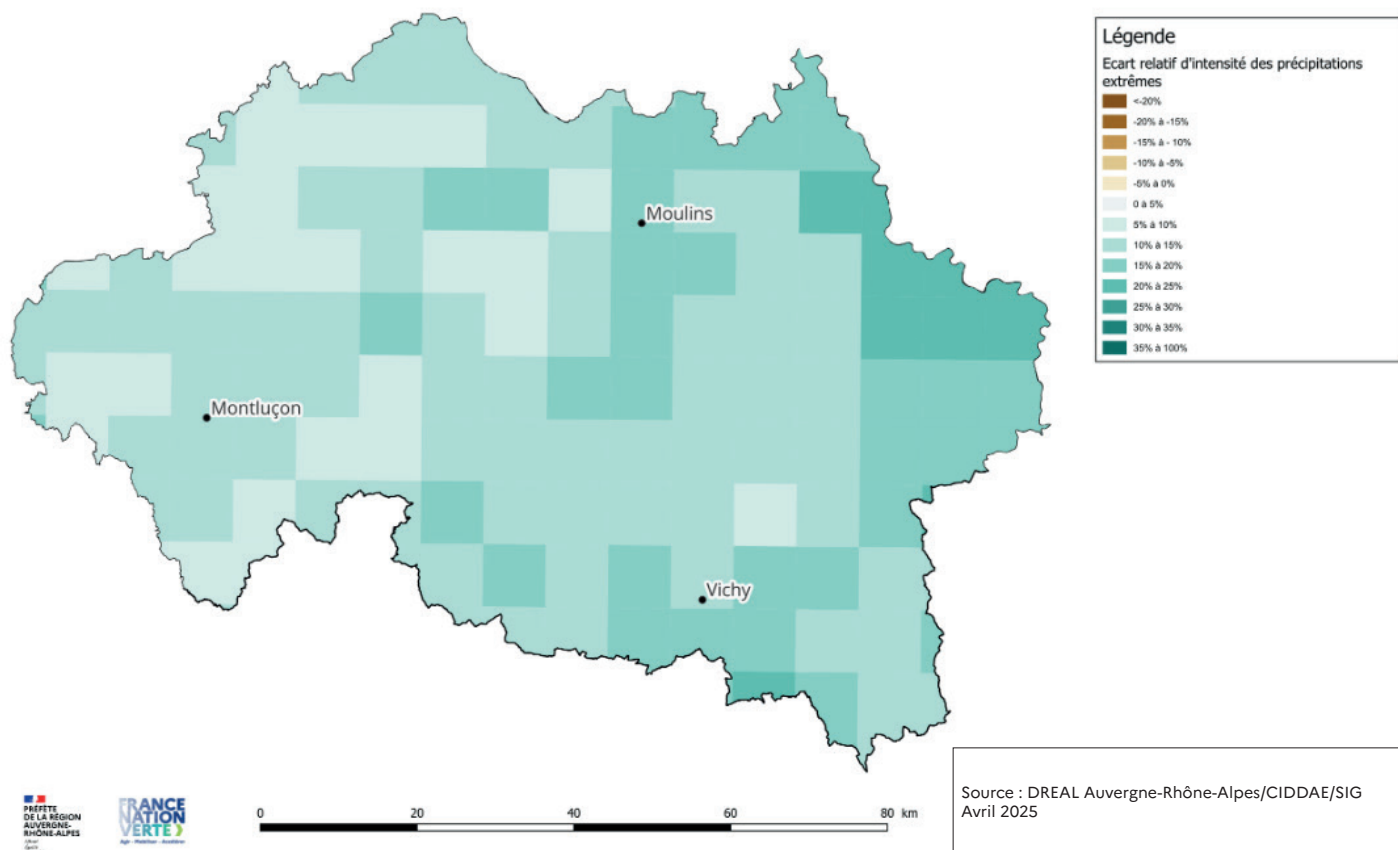 Légende
Ecart relatif d'intensité des précipitations
extrêmes
<-20%
-20% à -15%
-15% à - 10%
-10% à -5%
-5% à 0%
0 à 5%
5% à 10%
10% à 15%
15% à 20%
20% à 25%
25% à 30%
30% à 35%
35% à 100%
Moulins
Montluçon
Vichy
PRÉFÈTE
DE LA RÉGION
AUVERGNE-
RHÔNE-ALPES
FRANCE
NATION
VERTE
Agir • Mobiliser • Accélérer
0 20 40 60 80 km
Source : DREAL Auvergne-Rhône-Alpes/CIDDAE/SIG
Avril 2025